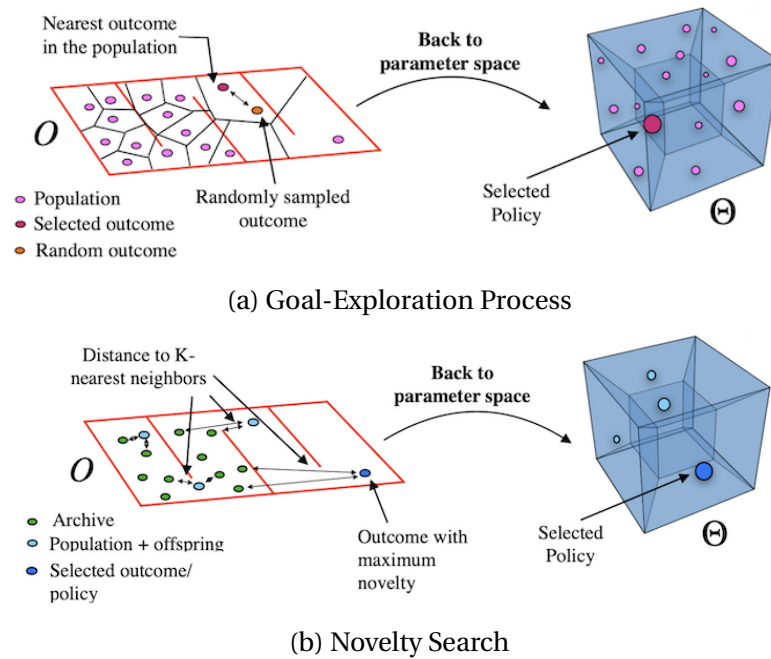 Nearest outcome
in the population
Back to
parameter space
O
Randomly sampled
outcome
Selected
Policy
Θ
Population
Selected outcome
Random outcome
(a) Goal-Exploration Process
Distance to K-
nearest neighbors
Back to
parameter space
O
Archive
Population + offspring
Selected outcome/
policy
Outcome with
maximum
novelty
Selected
Policy
Θ
(b) Novelty Search